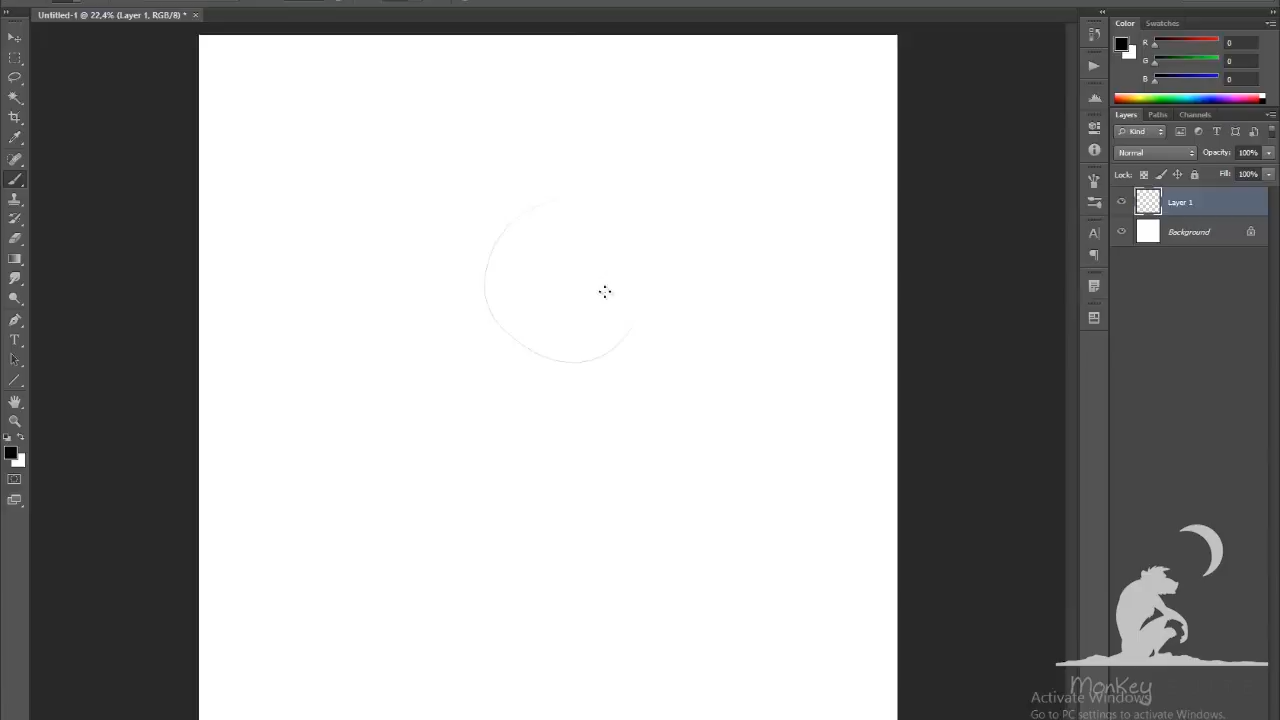 Untitled-1 @ 22,4% (Layer 1, RGB/8) * ×
Color Swatches
R 0
G 0
B 0
Layers Paths Channels
Kind
Normal Opacity: 100%
Lock: Fill: 100%
Layer 1
Background
Monkey
Activate Windows
Go to PC settings to activate Windows.